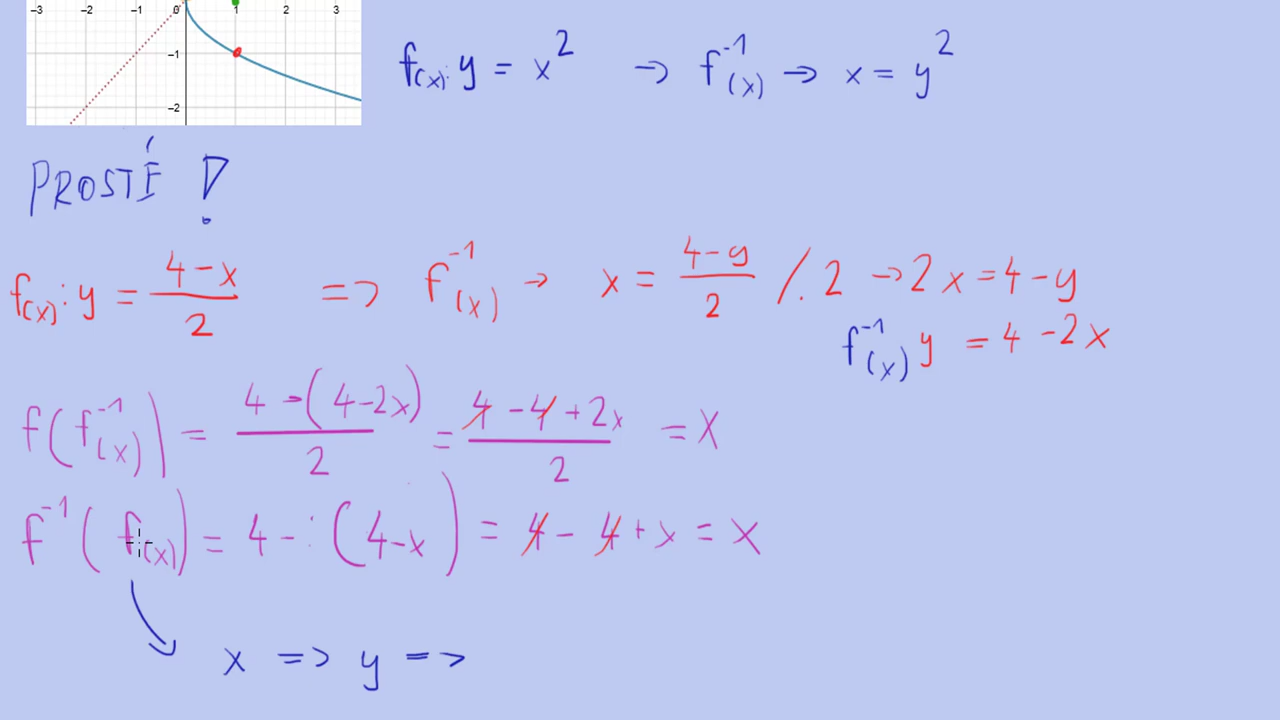 -3 -2 -1 0 1 2 3
-1
-2
f(x): y = x² → f⁻¹(x) → x = y²
PROSTÉ !
f(x): y = (4-x)/2 => f⁻¹(x) → x = (4-y)/2 /.2 → 2x = 4-y
f⁻¹(x) y = 4 -2x
f(f⁻¹(x)) = (4-(4-2x))/2 = (4-4+2x)/2 = x
f⁻¹(f(x)) = 4 - (4-x) = 4 - 4 + x = x
x => y =>